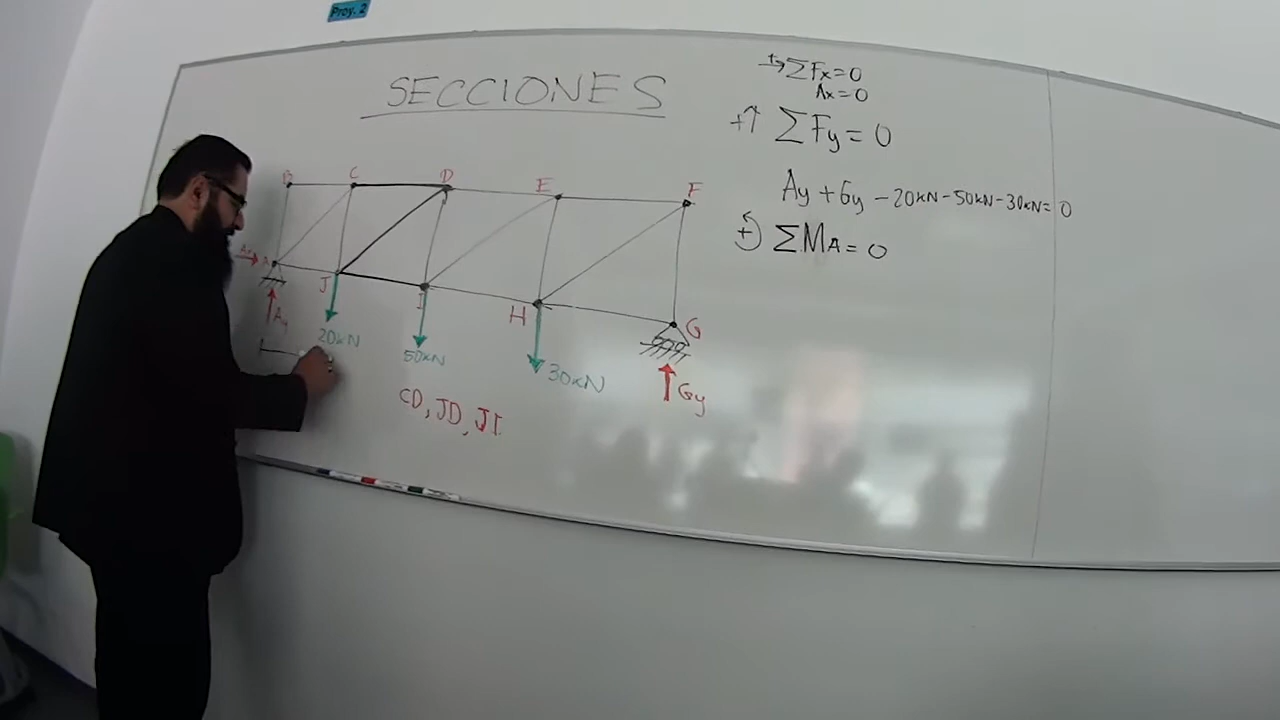 Proy. 2
SECCIONES
+→ ΣFx=0
Ax=0
+↑ ΣFy=0
Ay+Gy-20kN-50kN-30kN=0
+ ΣMA=0
B C D E F
Ax A J I H G
Ay
20kN
50kN
30kN
Gy
CD, JD, JI